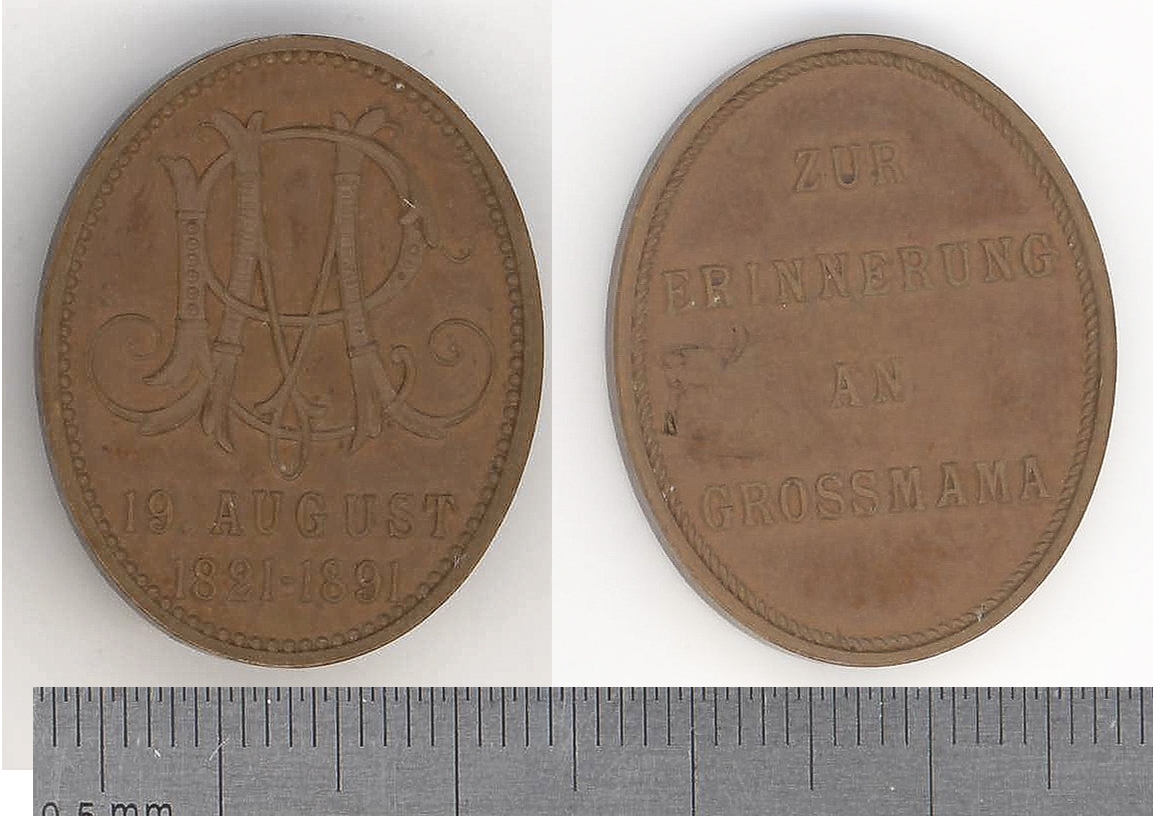 19. AUGUST
1821-1891
ZUR
ERINNERUNG
AN
GROSSMAMA
0,5 mm